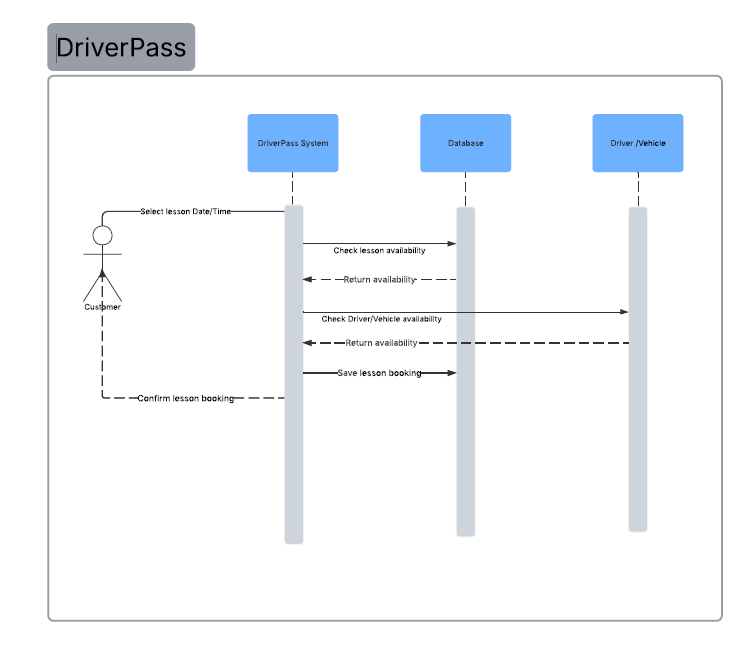 DriverPass
DriverPass System
Database
Driver /Vehicle
Select lesson Date/Time
Check lesson availability
Return availability
Customer
Check Driver/Vehicle availability
Return availability
Save lesson booking
Confirm lesson booking